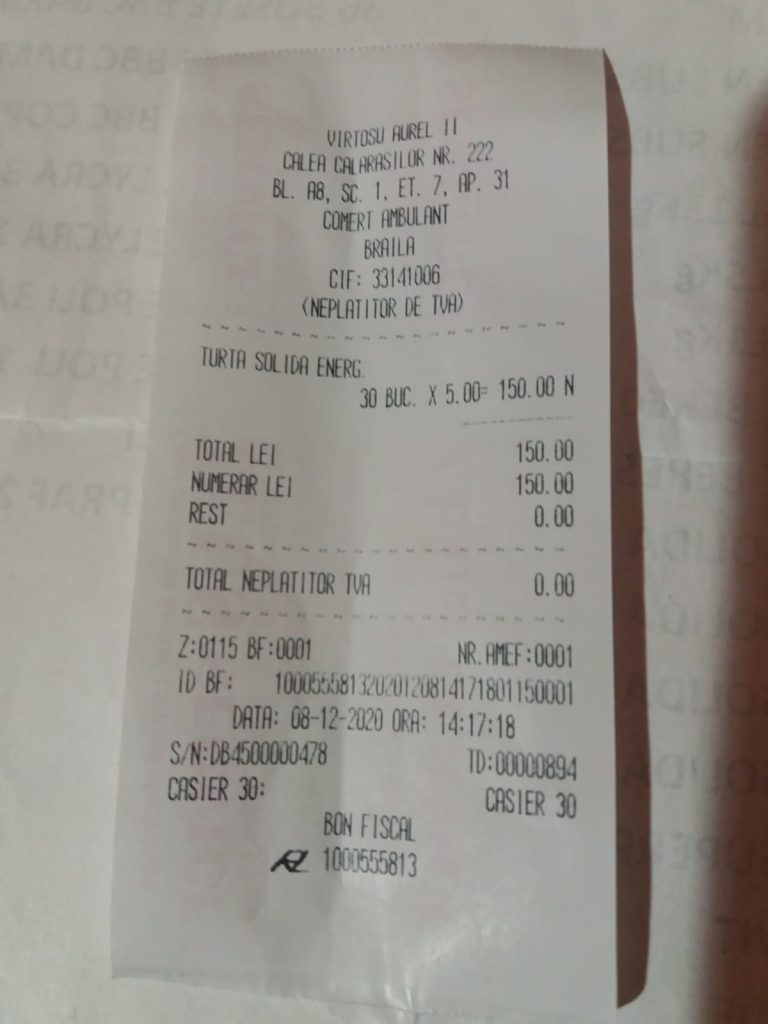 VIRTOSU AUREL II
CALEA CALARASILOR NR. 222
BL. A8, SC. 1, ET. 7, AP. 31
COMERT AMBULANT
BRAILA
CIF: 33141006
(NEPLATITOR DE TVA)
TURTA SOLIDA ENERG.
30 BUC. X 5.00= 150.00 N
TOTAL LEI 150.00
NUMERAR LEI 150.00
REST 0.00
TOTAL NEPLATITOR TVA 0.00
Z:0115 BF:0001 NR.AMEF:0001
ID BF: 10005558132020120814171801150001
DATA: 08-12-2020 ORA: 14:17:18
S/N:DB4500000478 TD:00000894
CASIER 30: CASIER 30
BON FISCAL
1000555813